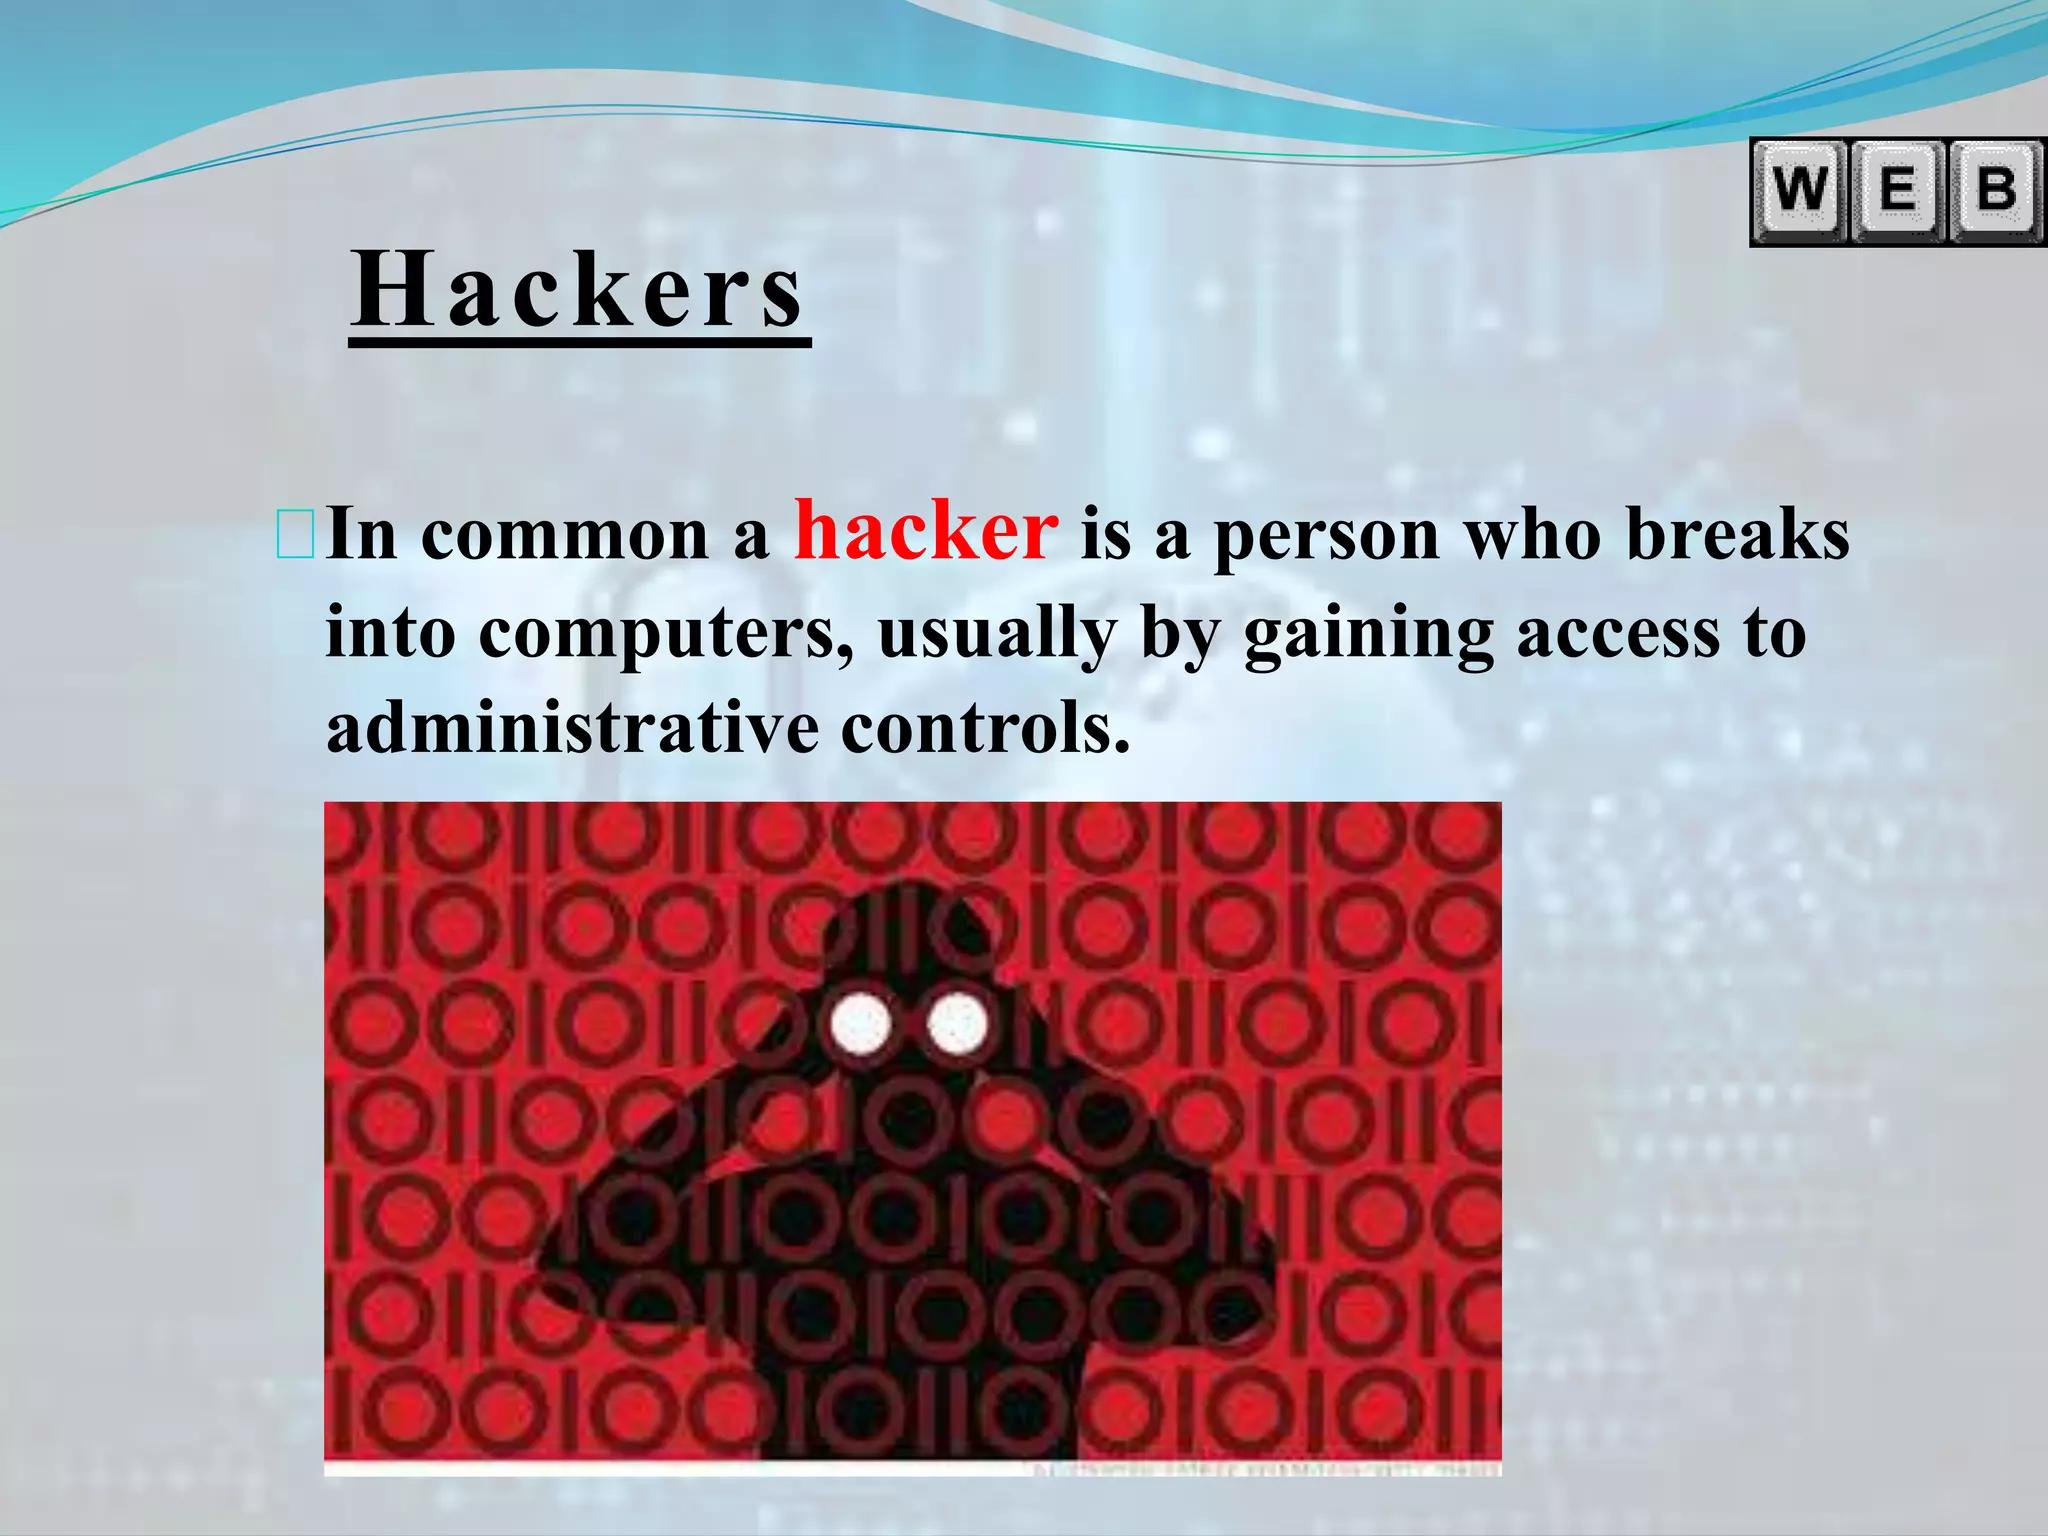 WEB
Hackers
In common a hacker is a person who breaks
into computers, usually by gaining access to
administrative controls.